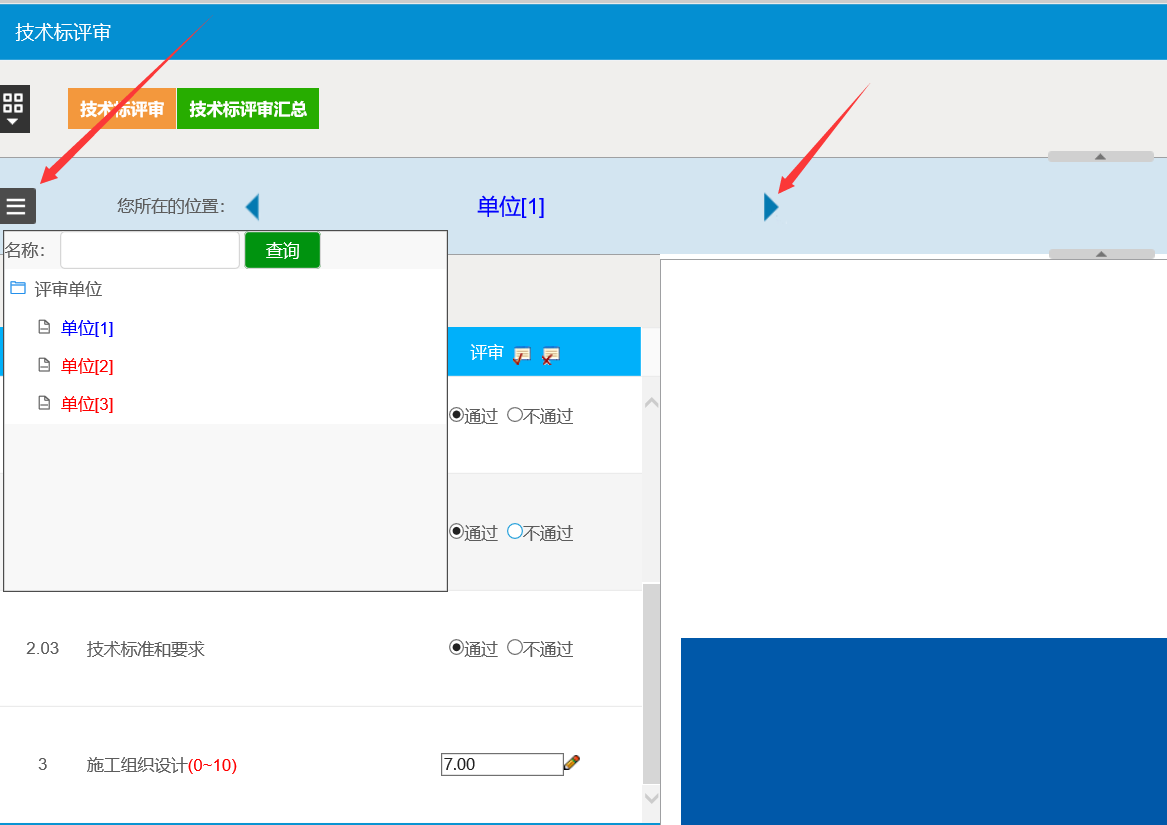 技术标评审
技术标评审 技术标评审汇总
您所在的位置： 单位[1]
名称： 查询
评审单位
单位[1]
单位[2]
单位[3]
评审
通过 不通过
通过 不通过
2.03 技术标准和要求 通过 不通过
3 施工组织设计(0~10) 7.00